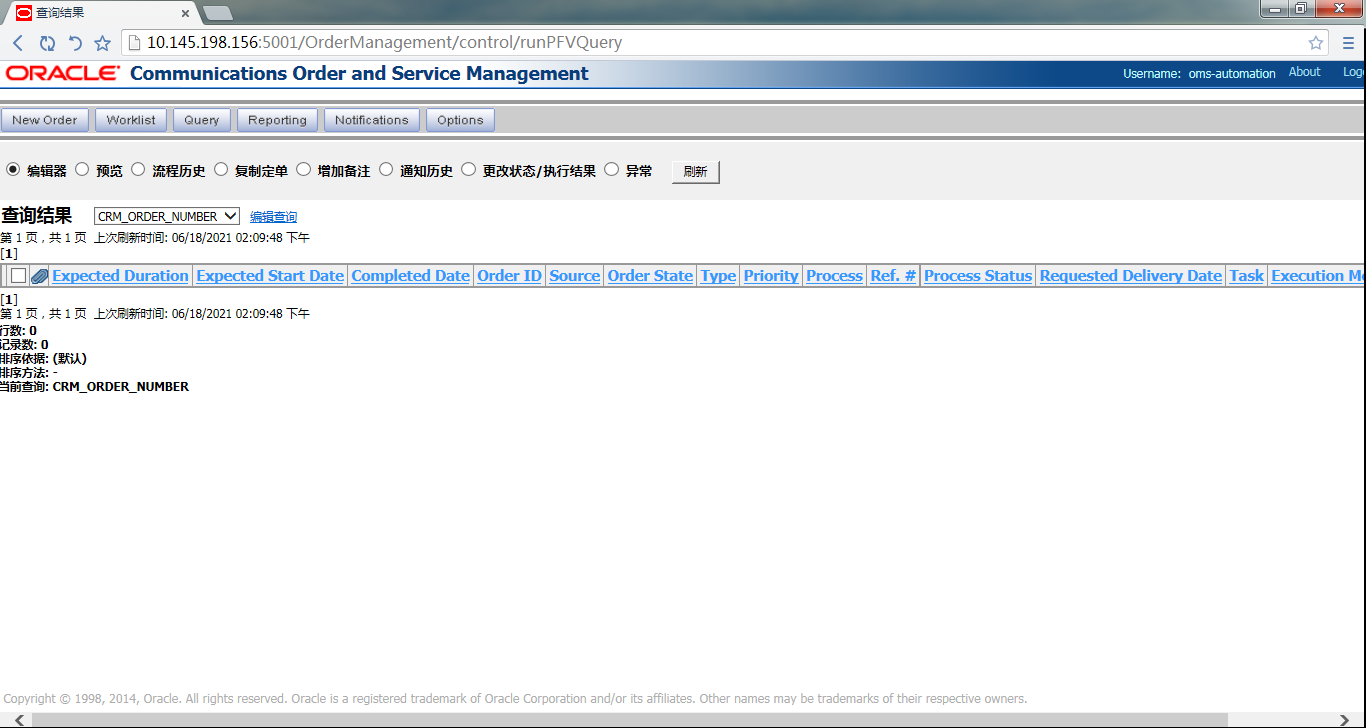 查询结果
10.145.198.156:5001/OrderManagement/control/runPFVQuery
ORACLE Communications Order and Service Management Username: oms-automation About Log
New Order Worklist Query Reporting Notifications Options
编辑器 预览 流程历史 复制定单 增加备注 通知历史 更改状态/执行结果 异常 刷新
查询结果 CRM_ORDER_NUMBER 编辑查询
第 1 页 , 共 1 页 上次刷新时间: 06/18/2021 02:09:48 下午
[1]
Expected Duration Expected Start Date Completed Date Order ID Source Order State Type Priority Process Ref. # Process Status Requested Delivery Date Task Execution Mo
[1]
第 1 页 , 共 1 页 上次刷新时间: 06/18/2021 02:09:48 下午
行数: 0
记录数: 0
排序依据: (默认)
排序方法: -
当前查询: CRM_ORDER_NUMBER
Copyright © 1998, 2014, Oracle. All rights reserved. Oracle is a registered trademark of Oracle Corporation and/or its affiliates. Other names may be trademarks of their respective owners.